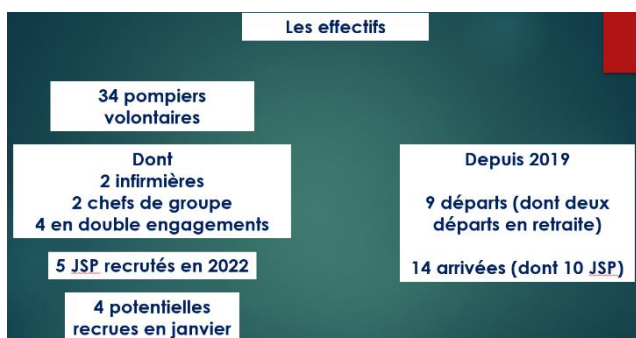 Les effectifs
34 pompiers
volontaires
Dont
2 infirmières
2 chefs de groupe
4 en double engagements
5 JSP recrutés en 2022
4 potentielles
recrues en janvier
Depuis 2019
9 départs (dont deux
départs en retraite)
14 arrivées (dont 10 JSP)